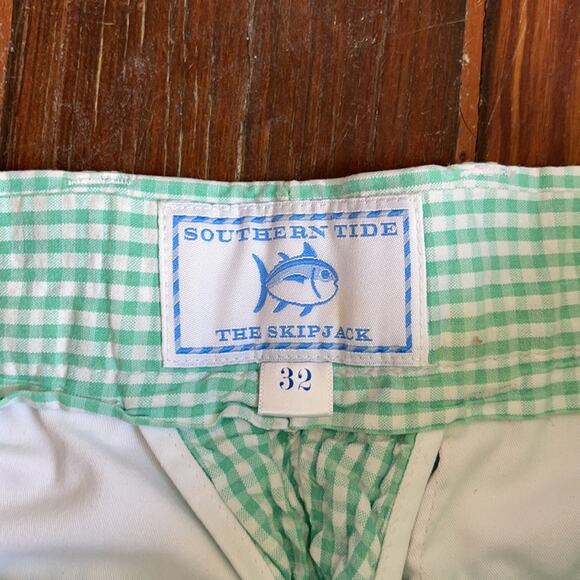 SOUTHERN TIDE
THE SKIPJACK
32